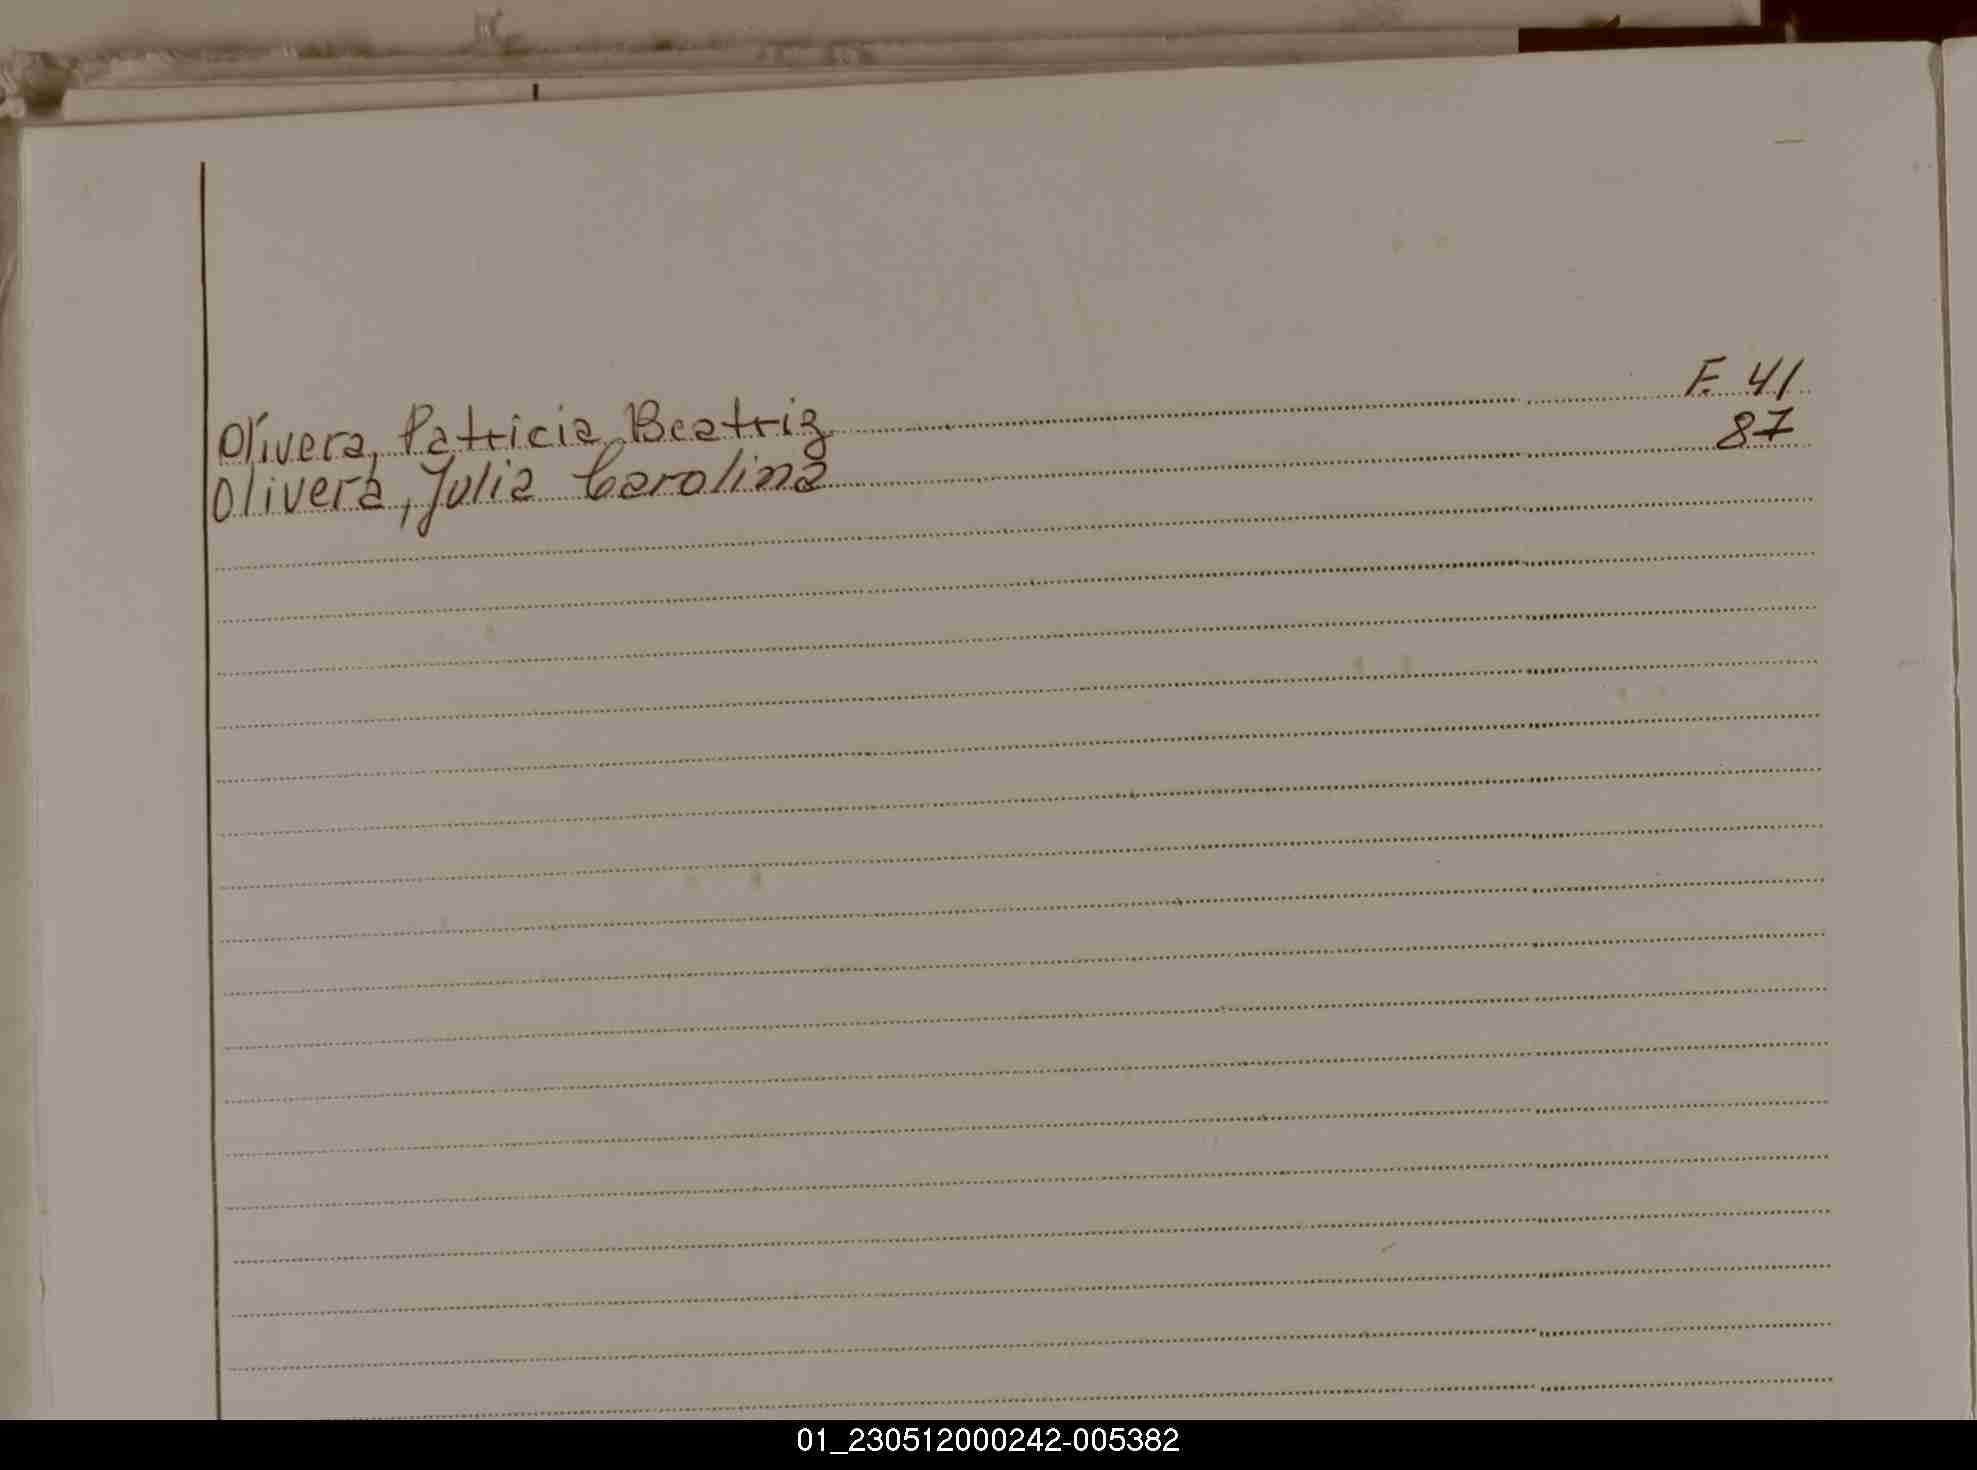 Olivera, Patricia Beatriz F. 41
Olivera, Julia Carolina 87
01_230512000242-005382